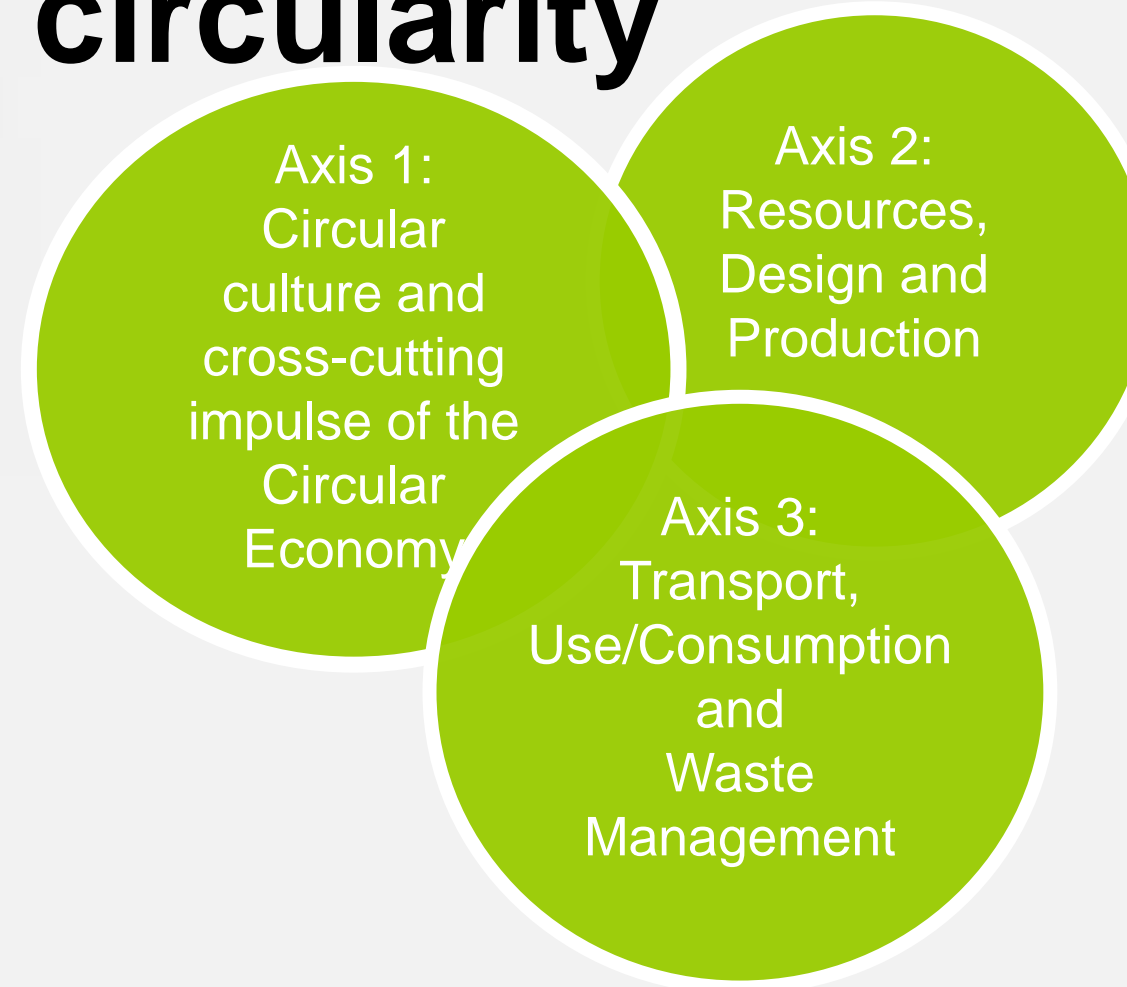 circularity
Axis 1:
Circular
culture and
cross-cutting
impulse of the
Circular
Economy
Axis 2:
Resources,
Design and
Production
Axis 3:
Transport,
Use/Consumption
and
Waste
Management